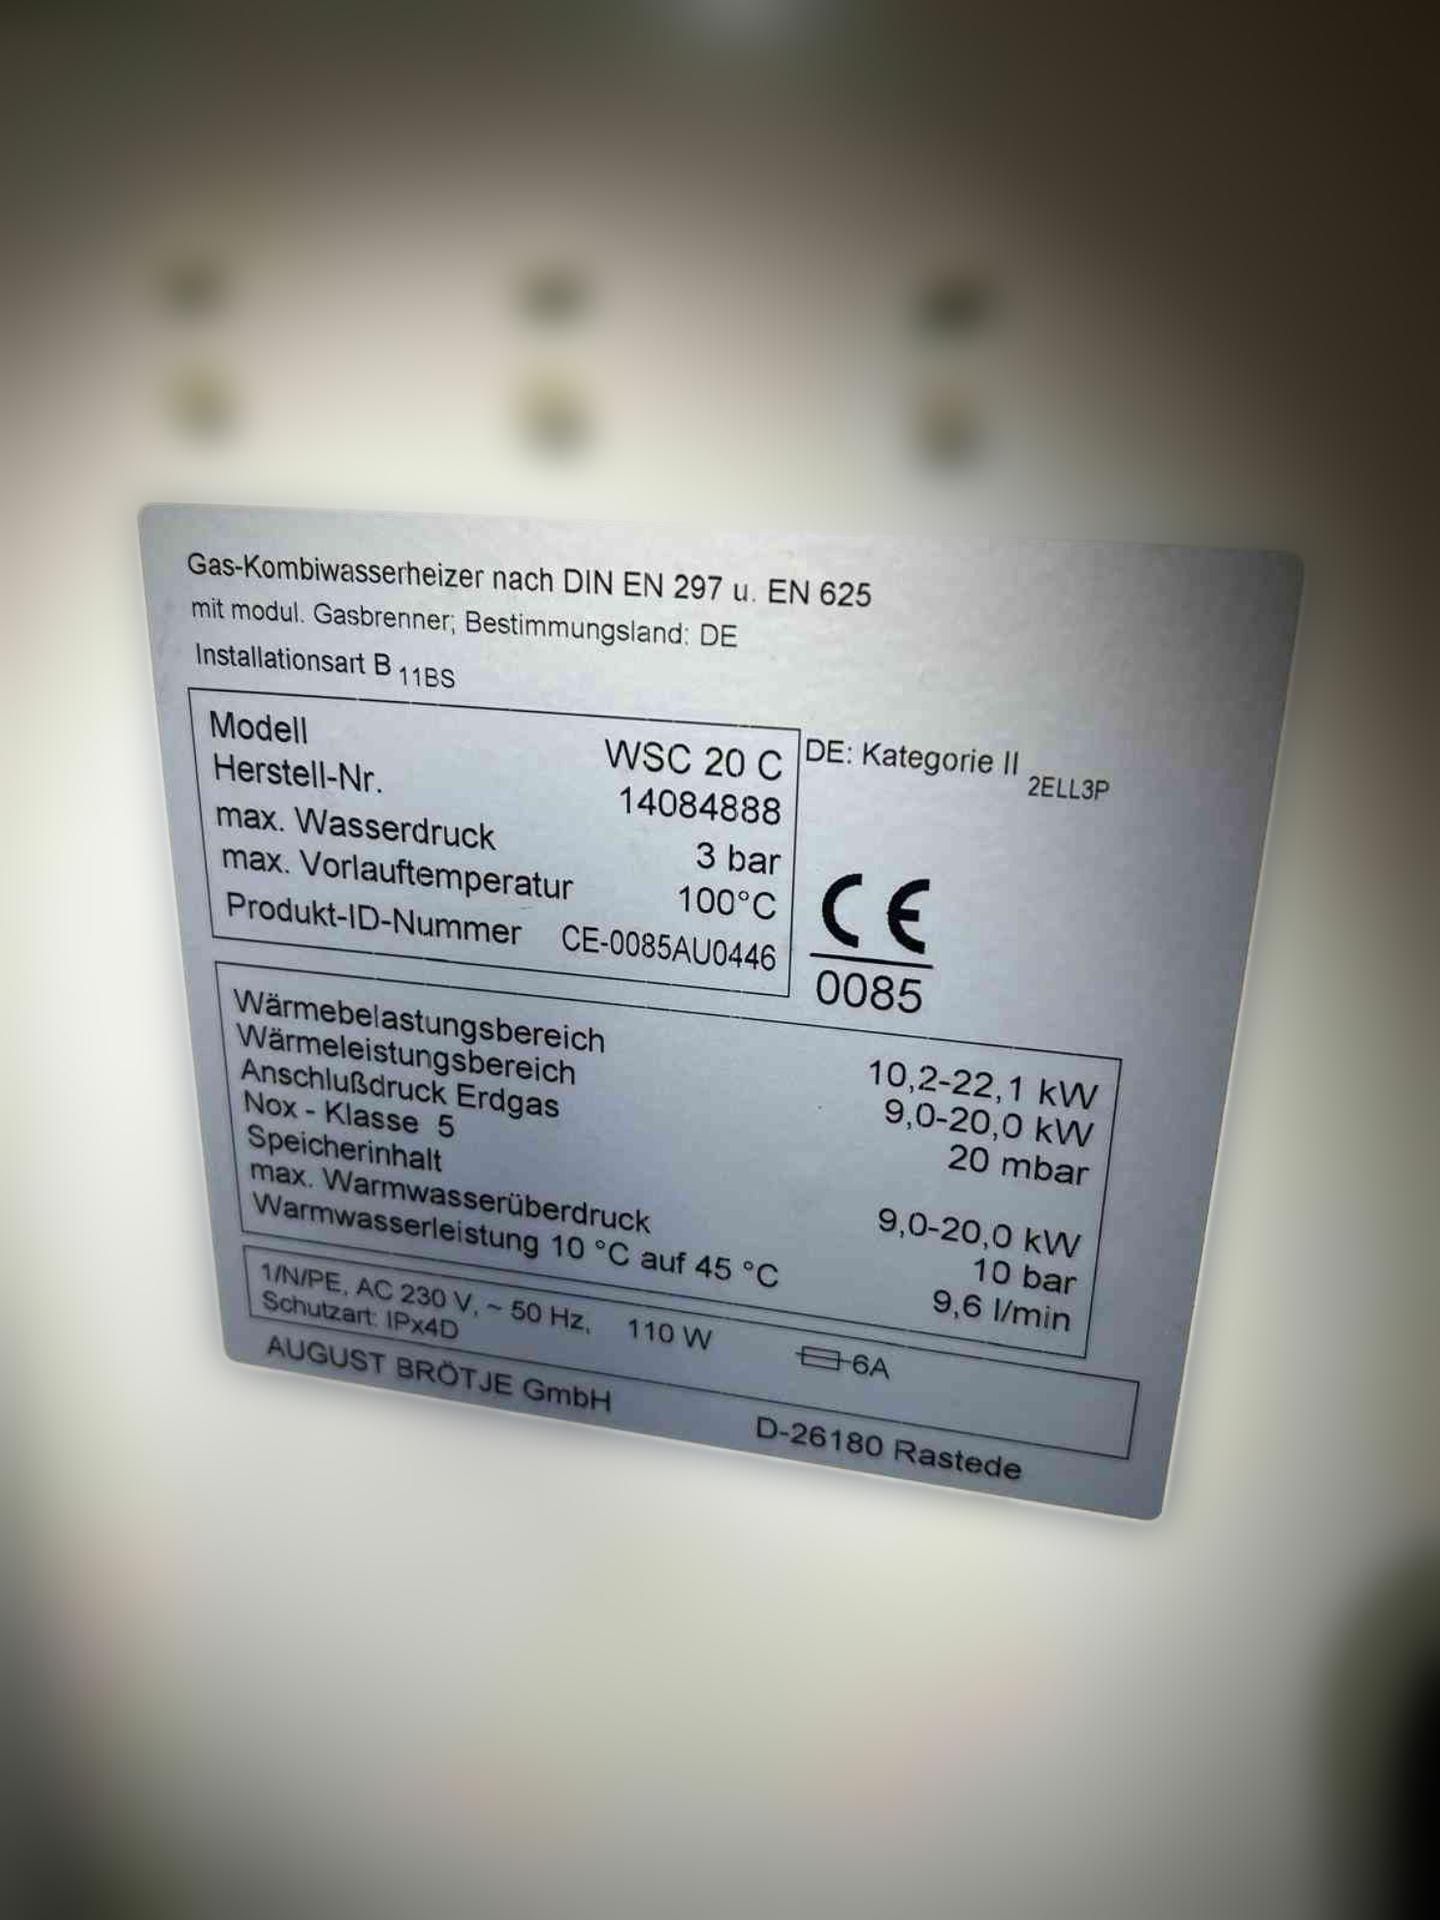 Gas-Kombiwasserheizer nach DIN EN 297 u. EN 625
mit modul. Gasbrenner; Bestimmungsland: DE
Installationsart B 11BS
Modell WSC 20 C
Herstell-Nr. 14084888
max. Wasserdruck 3 bar
max. Vorlauftemperatur 100°C
Produkt-ID-Nummer CE-0085AU0446
DE: Kategorie II 2ELL3P
CE
0085
Wärmebelastungsbereich 10,2-22,1 kW
Wärmeleistungsbereich 9,0-20,0 kW
Anschlußdruck Erdgas 20 mbar
Nox - Klasse 5
Speicherinhalt 9,0-20,0 kW
max. Warmwasserüberdruck 10 bar
Warmwasserleistung 10 °C auf 45 °C 9,6 l/min
1/N/PE, AC 230 V, ~ 50 Hz, 110 W 6A
Schutzart: IPx4D
AUGUST BRÖTJE GmbH D-26180 Rastede